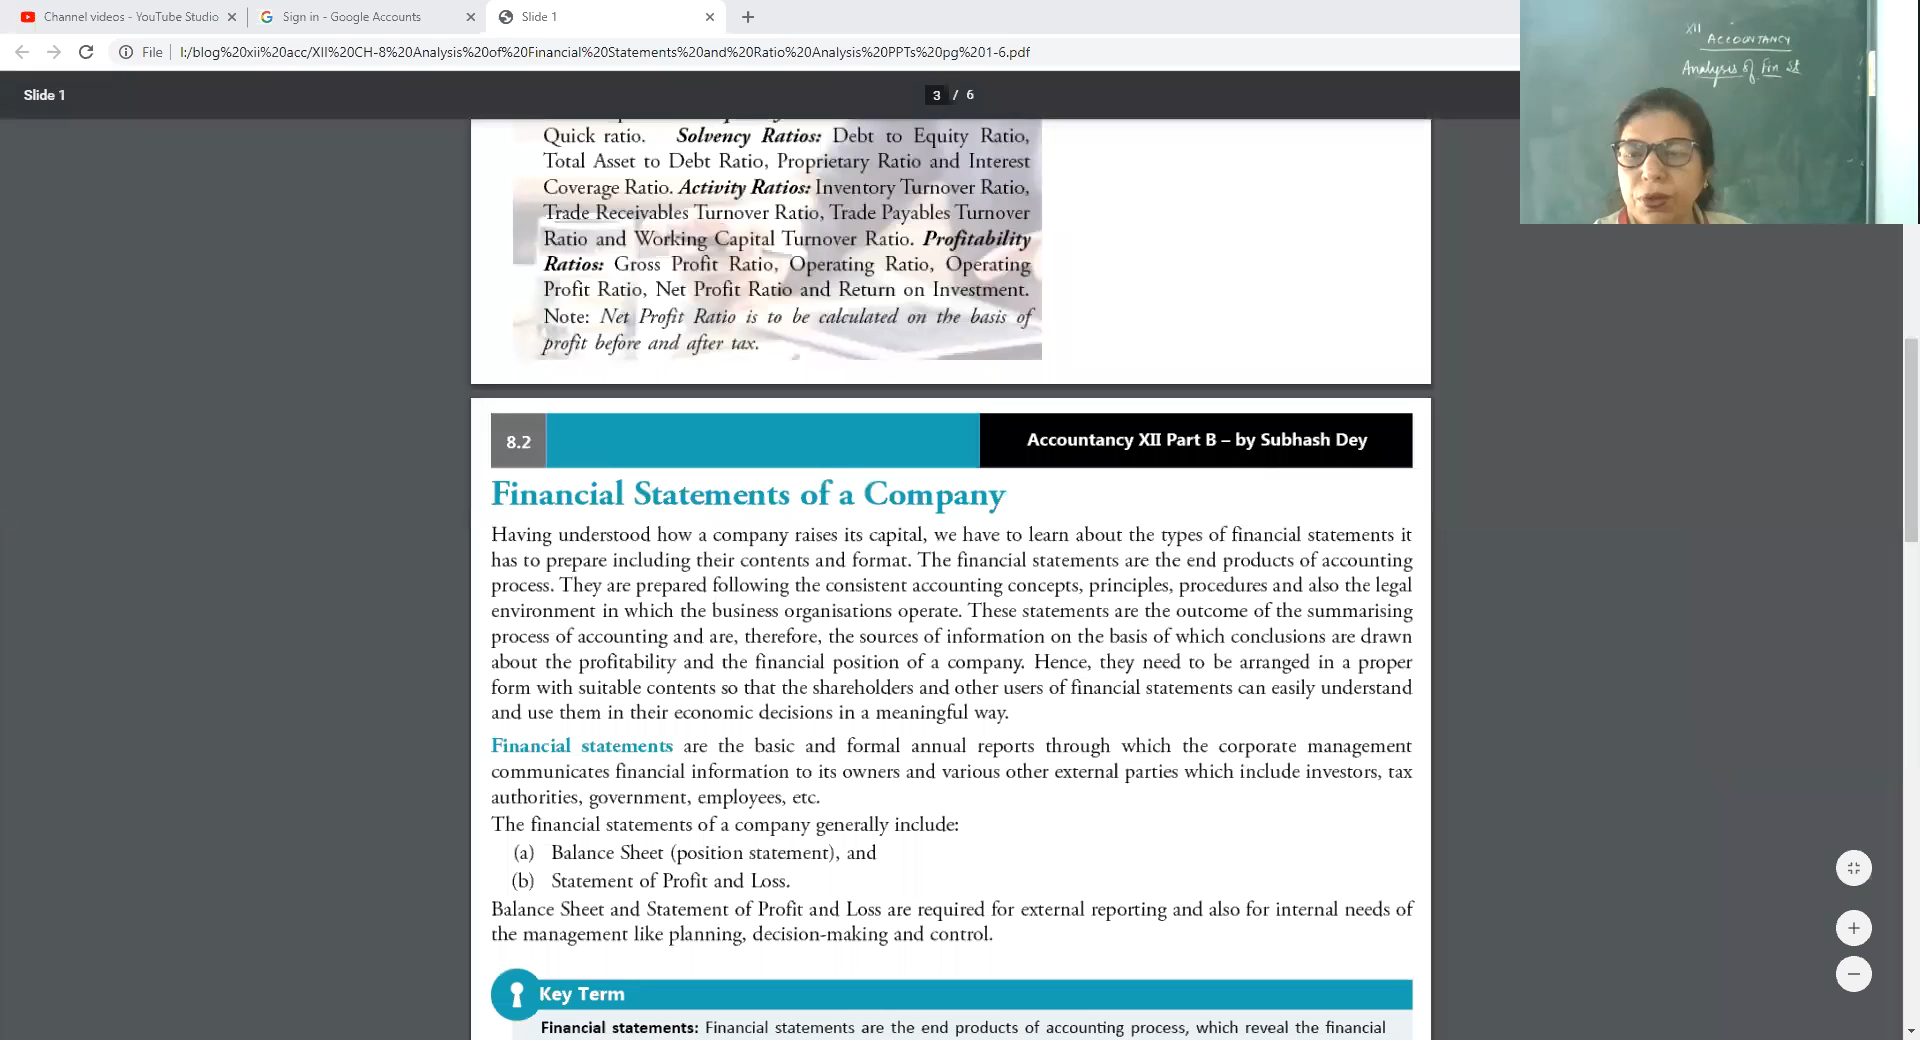 Channel videos - YouTube Studio
Sign in - Google Accounts
Slide 1
File
I:/blog%20xii%20acc/XII%20CH-8%20Analysis%20of%20Financial%20Statements%20and%20Ratio%20Analysis%20PPTs%20pg%201-6.pdf
Slide 1
3 / 6
XII
ACCOUNTANCY
Analysis of Fin St
Quick ratio. Solvency Ratios: Debt to Equity Ratio,
Total Asset to Debt Ratio, Proprietary Ratio and Interest
Coverage Ratio. Activity Ratios: Inventory Turnover Ratio,
Trade Receivables Turnover Ratio, Trade Payables Turnover
Ratio and Working Capital Turnover Ratio. Profitability
Ratios: Gross Profit Ratio, Operating Ratio, Operating
Profit Ratio, Net Profit Ratio and Return on Investment.
Note: Net Profit Ratio is to be calculated on the basis of
profit before and after tax.
8.2
Accountancy XII Part B – by Subhash Dey
Financial Statements of a Company
Having understood how a company raises its capital, we have to learn about the types of financial statements it
has to prepare including their contents and format. The financial statements are the end products of accounting
process. They are prepared following the consistent accounting concepts, principles, procedures and also the legal
environment in which the business organisations operate. These statements are the outcome of the summarising
process of accounting and are, therefore, the sources of information on the basis of which conclusions are drawn
about the profitability and the financial position of a company. Hence, they need to be arranged in a proper
form with suitable contents so that the shareholders and other users of financial statements can easily understand
and use them in their economic decisions in a meaningful way.
Financial statements are the basic and formal annual reports through which the corporate management
communicates financial information to its owners and various other external parties which include investors, tax
authorities, government, employees, etc.
The financial statements of a company generally include:
(a) Balance Sheet (position statement), and
(b) Statement of Profit and Loss.
Balance Sheet and Statement of Profit and Loss are required for external reporting and also for internal needs of
the management like planning, decision-making and control.
Key Term
Financial statements: Financial statements are the end products of accounting process, which reveal the financial